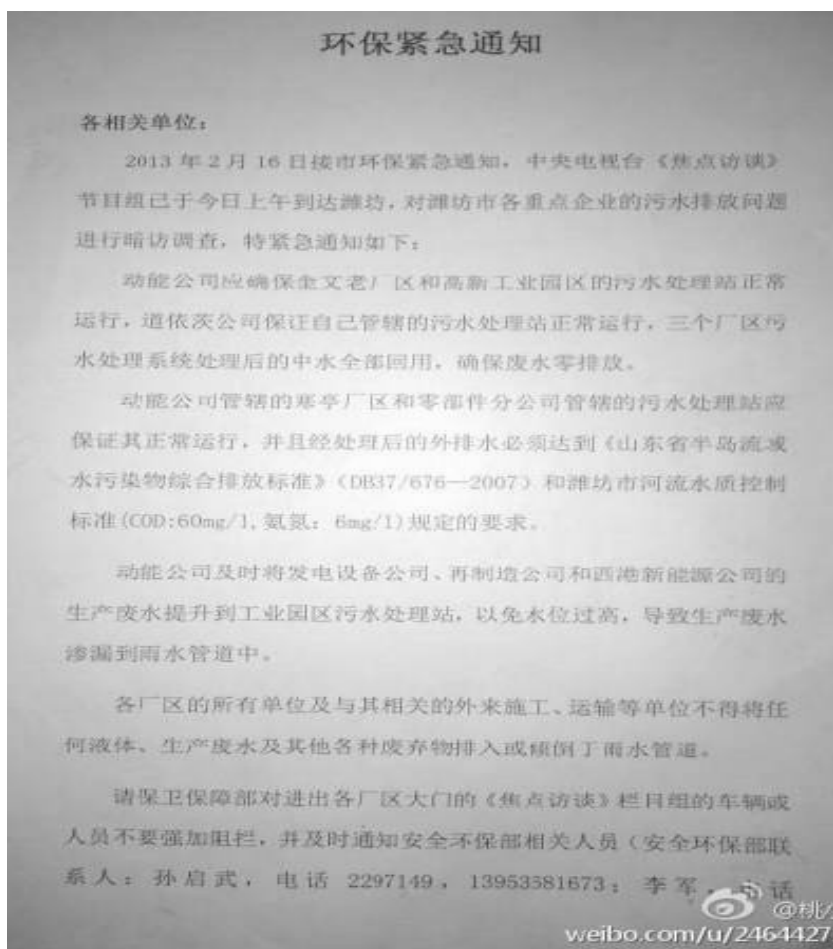 环保紧急通知
各相关单位：
2013 年 2 月 16 日接市环保紧急通知，中央电视台《焦点访谈》
节目组已于今日上午到达潍坊，对潍坊市各重点企业的污水排放问题
进行暗访调查，特紧急通知如下：
动能公司应确保金文老厂区和高新工业园区的污水处理站正常
运行，道依茨公司保证自己管辖的污水处理站正常运行，三个厂区污
水处理系统处理后的中水全部回用，确保废水零排放。
动能公司管辖的寒亭厂区和零部件分公司管辖的污水处理站应
保证其正常运行，并且经处理后的外排水必须达到《山东省半岛流域
水污染物综合排放标准》（DB37/676—2007）和潍坊市河流水质控制
标准(COD:60mg/l,氨氮：6mg/l)规定的要求。
动能公司及时将发电设备公司、再制造公司和西港新能源公司的
生产废水提升到工业园区污水处理站，以免水位过高，导致生产废水
渗漏到雨水管道中。
各厂区的所有单位及与其相关的外来施工、运输等单位不得将任
何液体、生产废水及其他各种废弃物排入或倾倒于雨水管道。
请保卫保障部对进出各厂区大门的《焦点访谈》栏目组的车辆或
人员不要强加阻拦，并及时通知安全环保部相关人员（安全环保部联
系人：孙启武，电话 2297149，13953581673；李军，电话
@桃
weibo.com/u/2464427